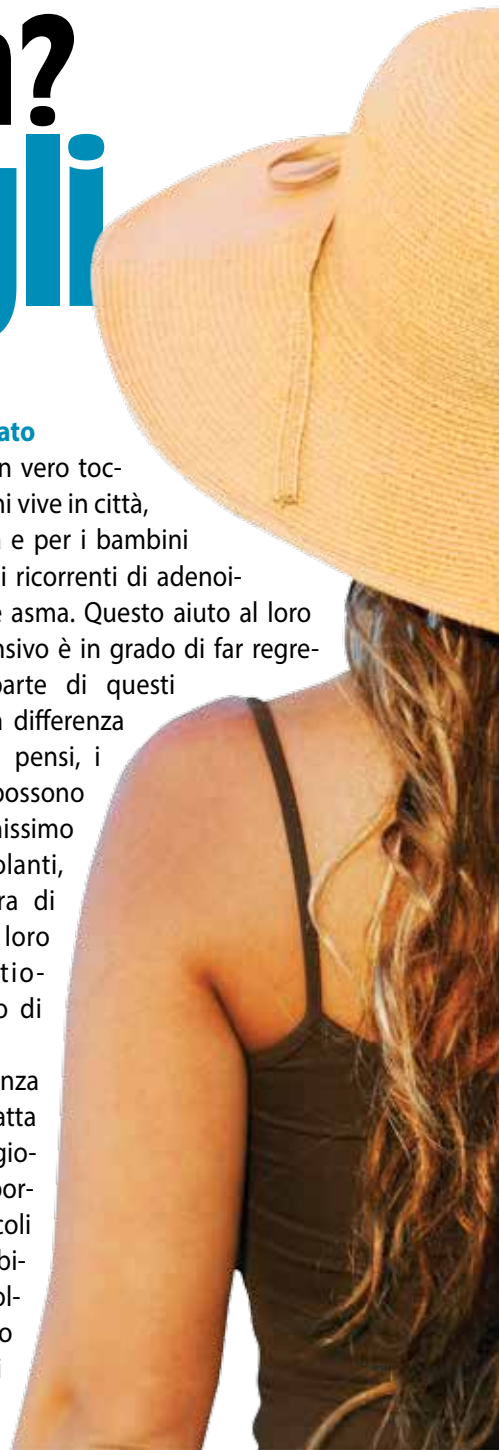 ?
gli
ato
n vero toc-
ni vive in città,
e per i bambini
i ricorrenti di adenoi-
e asma. Questo aiuto al loro
nsivo è in grado di far regre-
parte di questi
differenza
pensi, i
possono
nissimo
olanti,
ra di
loro
tio-
o di
nza
atta
gio-
por-
coli
bi-
ol-
o
i